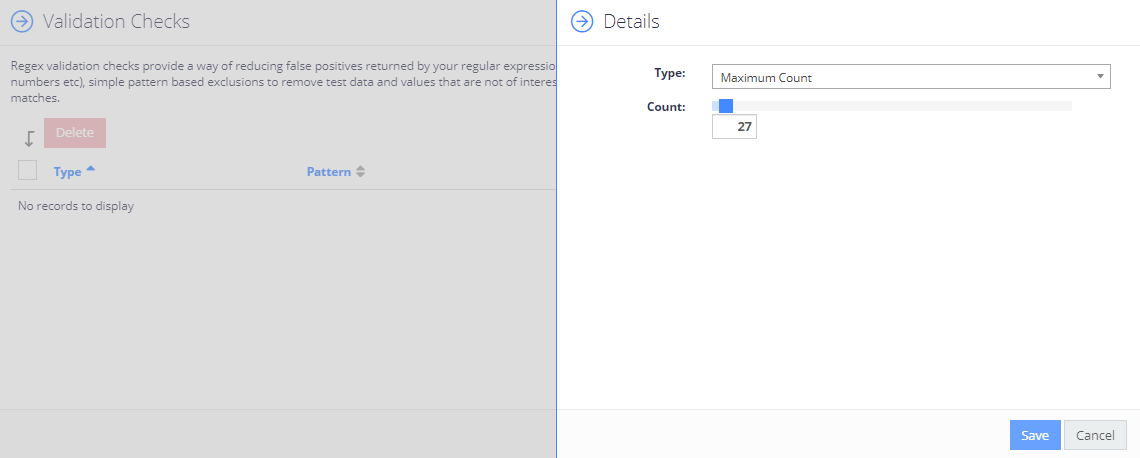 Validation Checks
Regex validation checks provide a way of reducing false positives returned by your regular expressio
numbers etc), simple pattern based exclusions to remove test data and values that are not of interes
matches.
Delete
Type Pattern
No records to display
Details
Type: Maximum Count
Count:
27
Save Cancel